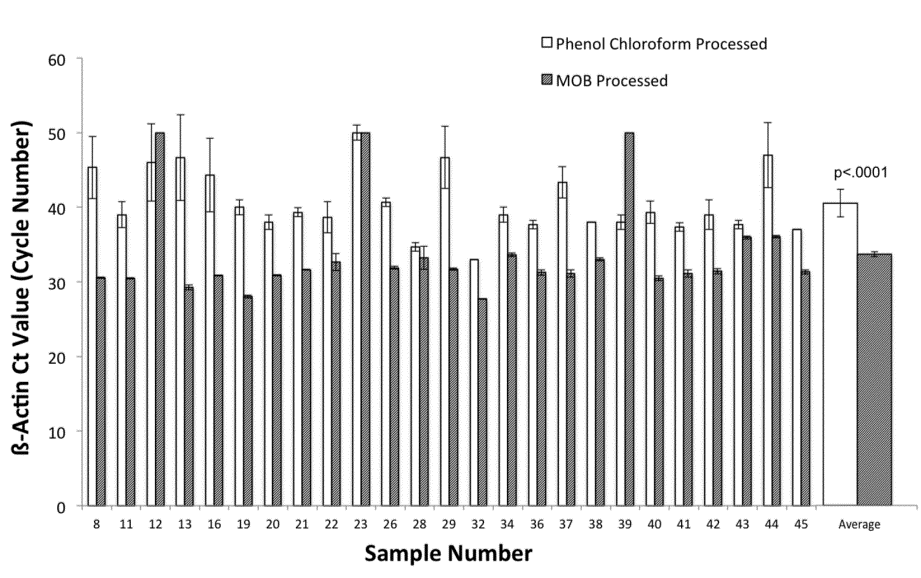 Phenol Chloroform Processed
MOB Processed
ß-Actin Ct Value (Cycle Number)
60
50
40
30
20
10
0
p<.0001
8 11 12 13 16 19 20 21 22 23 26 28 29 32 34 36 37 38 39 40 41 42 43 44 45 Average
Sample Number